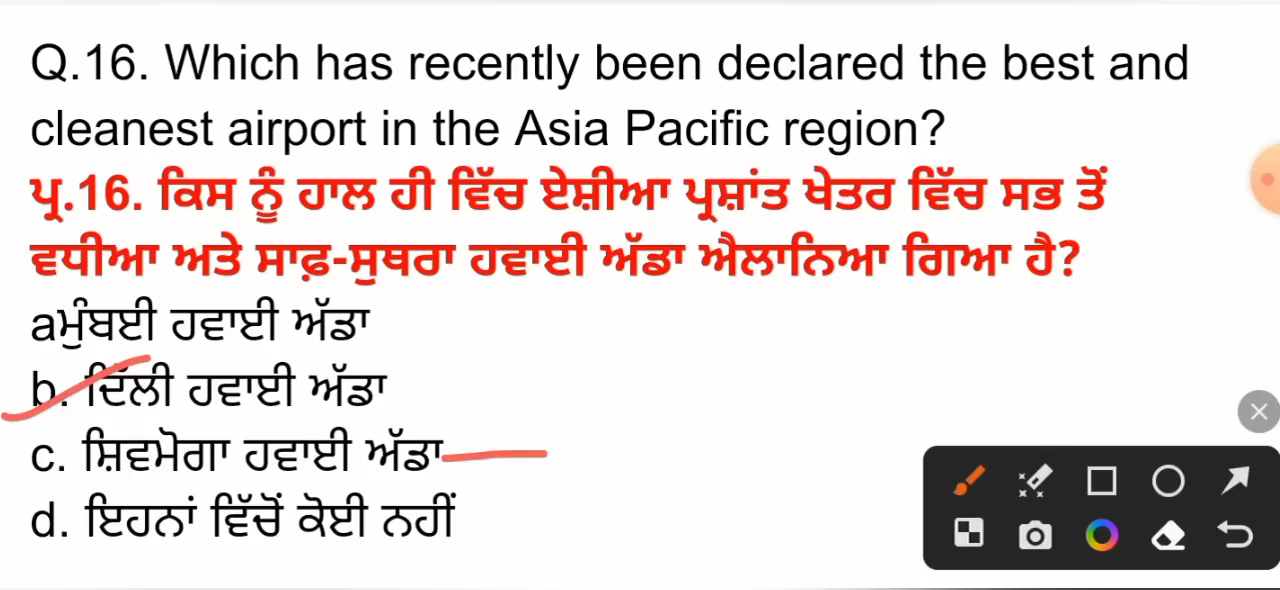 Q.16. Which has recently been declared the best and
cleanest airport in the Asia Pacific region?
ਪ੍ਰ.16. ਕਿਸ ਨੂੰ ਹਾਲ ਹੀ ਵਿੱਚ ਏਸ਼ੀਆ ਪ੍ਰਸ਼ਾਂਤ ਖੇਤਰ ਵਿੱਚ ਸਭ ਤੋਂ
ਵਧੀਆ ਅਤੇ ਸਾਫ਼-ਸੁਥਰਾ ਹਵਾਈ ਅੱਡਾ ਐਲਾਨਿਆ ਗਿਆ ਹੈ?
aਮੁੰਬਈ ਹਵਾਈ ਅੱਡਾ
b. ਦਿੱਲੀ ਹਵਾਈ ਅੱਡਾ
c. ਸ਼ਿਵਮੋਗਾ ਹਵਾਈ ਅੱਡਾ
d. ਇਹਨਾਂ ਵਿੱਚੋਂ ਕੋਈ ਨਹੀਂ